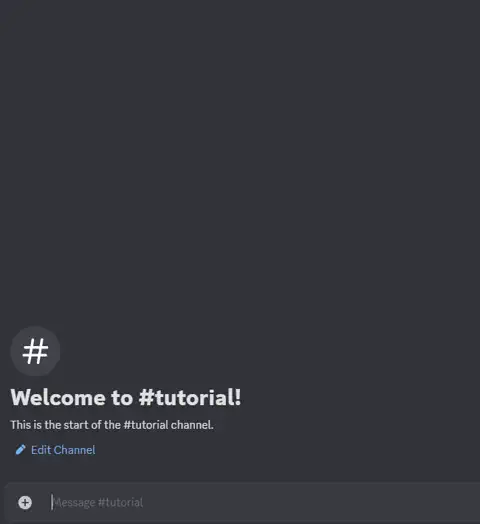 #
Welcome to #tutorial!
This is the start of the #tutorial channel.
Edit Channel
Message #tutorial